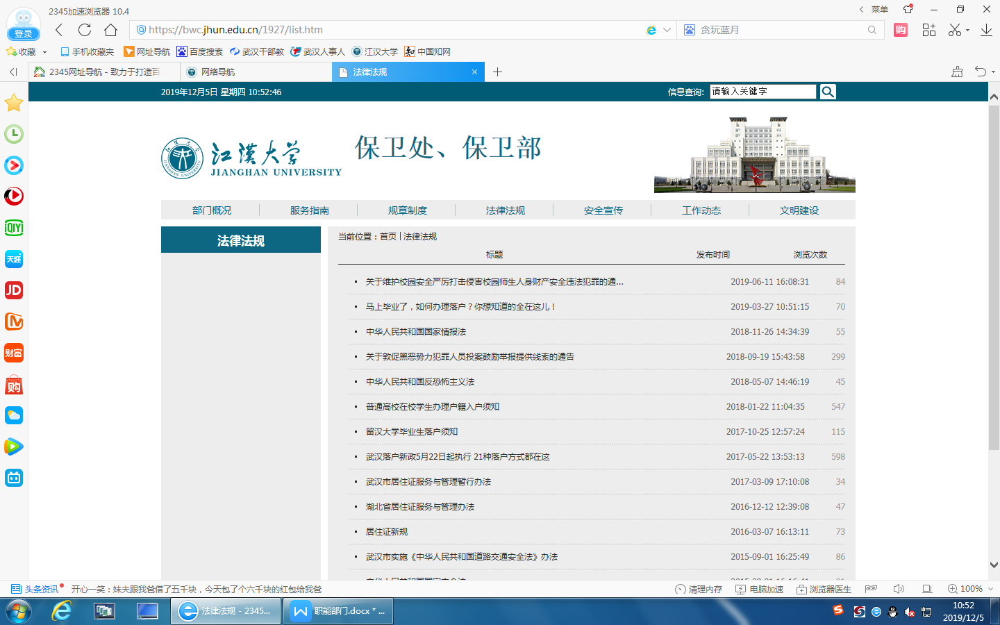 2345加速浏览器 10.4
菜单
登录
https://bwc.jhun.edu.cn/1927/list.htm
贪玩蓝月
购
收藏
手机收藏夹
网址导航
百度搜索
武汉干部教
武汉人事人
江汉大学
中国知网
2345网址导航 - 致力于打造百
网络导航
法律法规
2019年12月5日 星期四 10:52:46
信息查询:
请输入关键字
江漢大学
JIANGHAN UNIVERSITY
保卫处、保卫部
部门概况
服务指南
规章制度
法律法规
安全宣传
工作动态
文明建设
法律法规
当前位置：首页 | 法律法规
标题 发布时间 浏览次数
关于维护校园安全严厉打击侵害校园师生人身财产安全违法犯罪的通... 2019-06-11 16:08:31 84
马上毕业了，如何办理落户？你想知道的全在这儿！ 2019-03-27 10:51:15 70
中华人民共和国国家情报法 2018-11-26 14:34:39 55
关于敦促黑恶势力犯罪人员投案鼓励举报提供线索的通告 2018-09-19 15:43:58 299
中华人民共和国反恐怖主义法 2018-05-07 14:46:19 45
普通高校在校学生办理户籍入户须知 2018-01-22 11:04:35 547
留汉大学毕业生落户须知 2017-10-25 12:57:24 115
武汉落户新政5月22日起执行 21种落户方式都在这 2017-05-22 13:53:13 598
武汉市居住证服务与管理暂行办法 2017-03-09 17:10:08 34
湖北省居住证服务与管理办法 2016-12-12 12:39:08 47
居住证新规 2016-03-07 16:13:11 73
武汉市实施《中华人民共和国道路交通安全法》办法 2015-09-01 16:25:49 86
iQIYI
天涯
JD
财富
购
头条资讯
开心一笑：妹夫跟我爸借了五千块，今天包了个六千块的红包给我爸
清理内存
电脑加速
浏览器医生
100%
法律法规 - 2345...
职能部门.docx * ...
10:52
2019/12/5